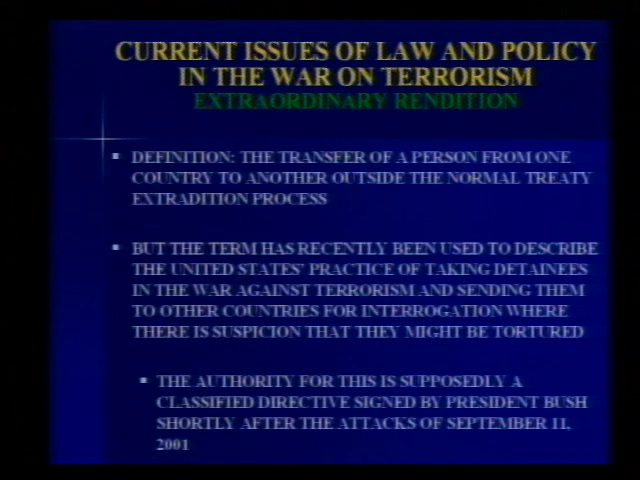 CURRENT ISSUES OF LAW AND POLICY
IN THE WAR ON TERRORISM
EXTRAORDINARY RENDITION
DEFINITION: THE TRANSFER OF A PERSON FROM ONE
COUNTRY TO ANOTHER OUTSIDE THE NORMAL TREATY
EXTRADITION PROCESS
BUT THE TERM HAS RECENTLY BEEN USED TO DESCRIBE
THE UNITED STATES' PRACTICE OF TAKING DETAINEES
IN THE WAR AGAINST TERRORISM AND SENDING THEM
TO OTHER COUNTRIES FOR INTERROGATION WHERE
THERE IS SUSPICION THAT THEY MIGHT BE TORTURED
THE AUTHORITY FOR THIS IS SUPPOSEDLY A
CLASSIFIED DIRECTIVE SIGNED BY PRESIDENT BUSH
SHORTLY AFTER THE ATTACKS OF SEPTEMBER 11,
2001